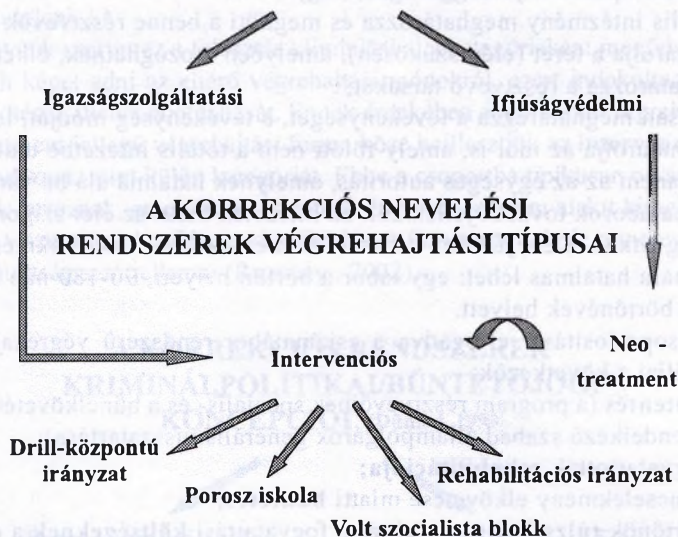 Igazságszolgáltatási
Ifjúságvédelmi
A KORREKCIÓS NEVELÉSI
RENDSZEREK VÉGREHAJTÁSI TÍPUSAI
Intervenciós
Neo
treatment
Drill-központú
irányzat
Porosz iskola
Volt szocialista blokk
Rehabilitációs irányzat